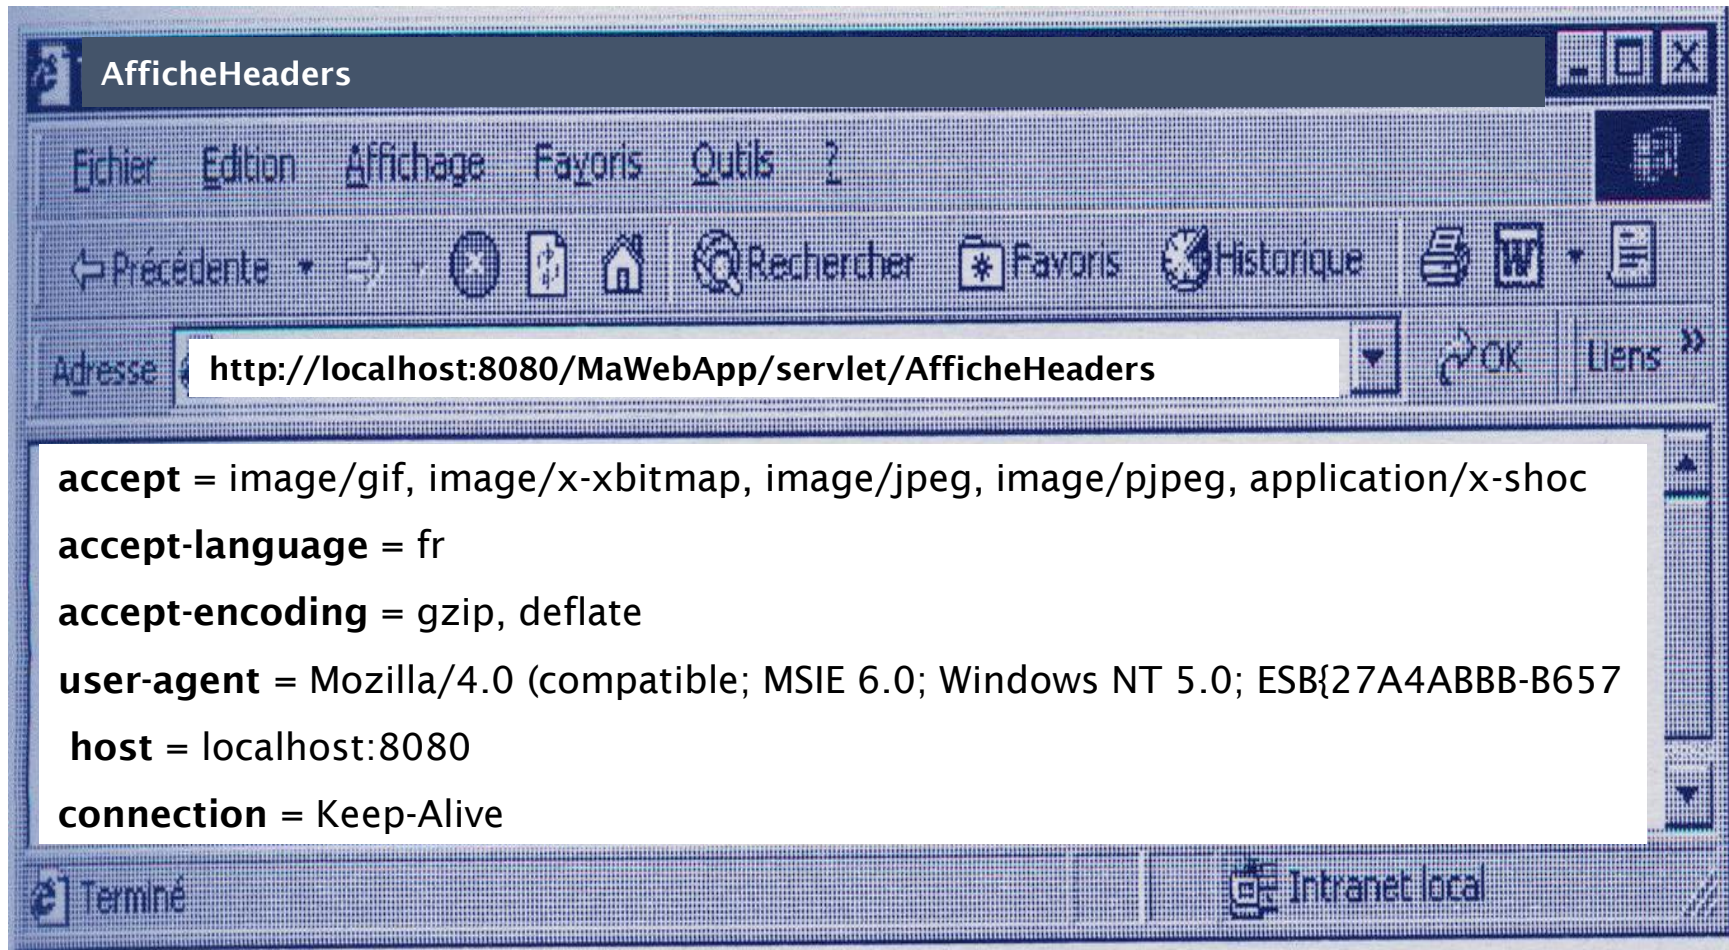 AfficheHeaders
Fichier Edition Affichage Favoris Outils ?
Précédente Rechercher Favoris Historique W
Adresse http://localhost:8080/MaWebApp/servlet/AfficheHeaders OK Liens »
accept = image/gif, image/x-xbitmap, image/jpeg, image/pjpeg, application/x-shoc
accept-language = fr
accept-encoding = gzip, deflate
user-agent = Mozilla/4.0 (compatible; MSIE 6.0; Windows NT 5.0; ESB{27A4ABBB-B657
host = localhost:8080
connection = Keep-Alive
Terminé Intranet local